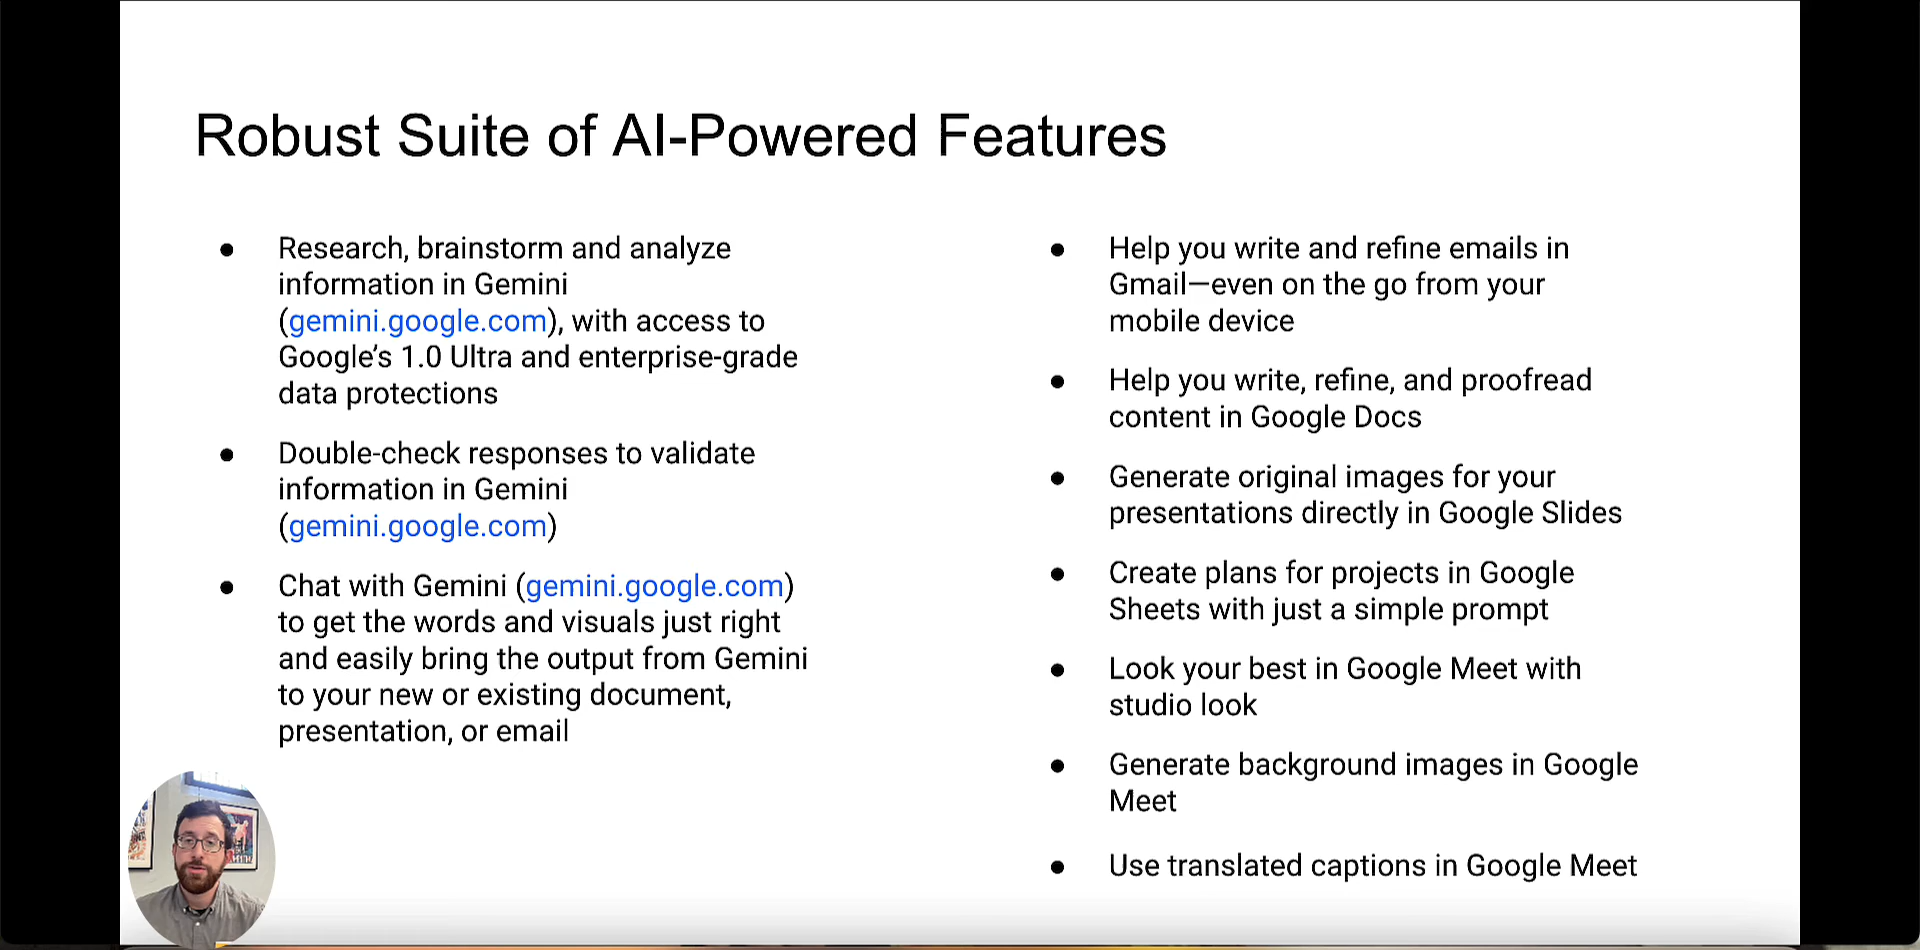 Robust Suite of AI-Powered Features
● Research, brainstorm and analyze
information in Gemini
(gemini.google.com), with access to
Google's 1.0 Ultra and enterprise-grade
data protections
● Double-check responses to validate
information in Gemini
(gemini.google.com)
● Chat with Gemini (gemini.google.com)
to get the words and visuals just right
and easily bring the output from Gemini
to your new or existing document,
presentation, or email
● Help you write and refine emails in
Gmail—even on the go from your
mobile device
● Help you write, refine, and proofread
content in Google Docs
● Generate original images for your
presentations directly in Google Slides
● Create plans for projects in Google
Sheets with just a simple prompt
● Look your best in Google Meet with
studio look
● Generate background images in Google
Meet
● Use translated captions in Google Meet